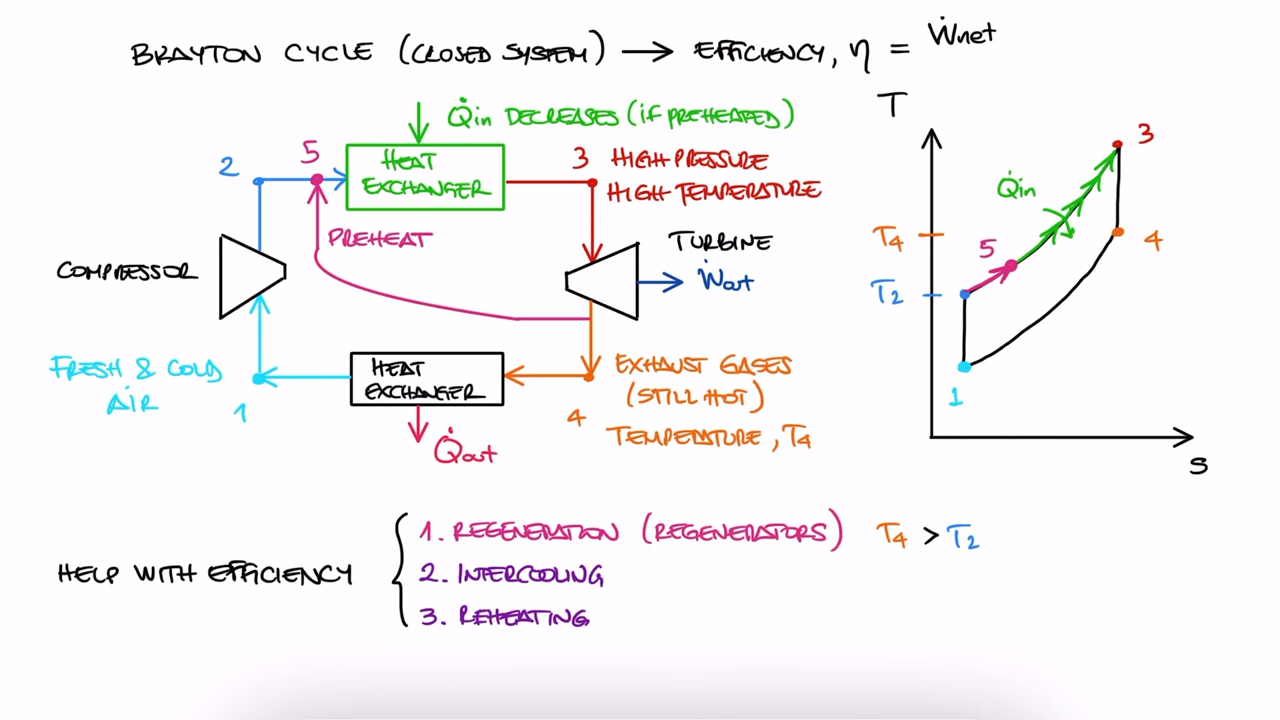 BRAYTON CYCLE (CLOSED SYSTEM) → EFFICIENCY, η = Ẇnet
T
Q̇in DECREASES (IF PREHEATED)
2
5
HEAT
EXCHANGER
3
HIGH PRESSURE
HIGH TEMPERATURE
3
Q̇in
PREHEAT
TURBINE
T4
5
4
COMPRESSOR
Ẇout
T2
FRESH & COLD
AIR
1
HEAT
EXCHANGER
4
EXHAUST GASES
(STILL HOT)
TEMPERATURE, T4
1
Q̇out
S
HELP WITH EFFICIENCY
1. REGENERATION (REGENERATORS) T4 > T2
2. INTERCOOLING
3. REHEATING